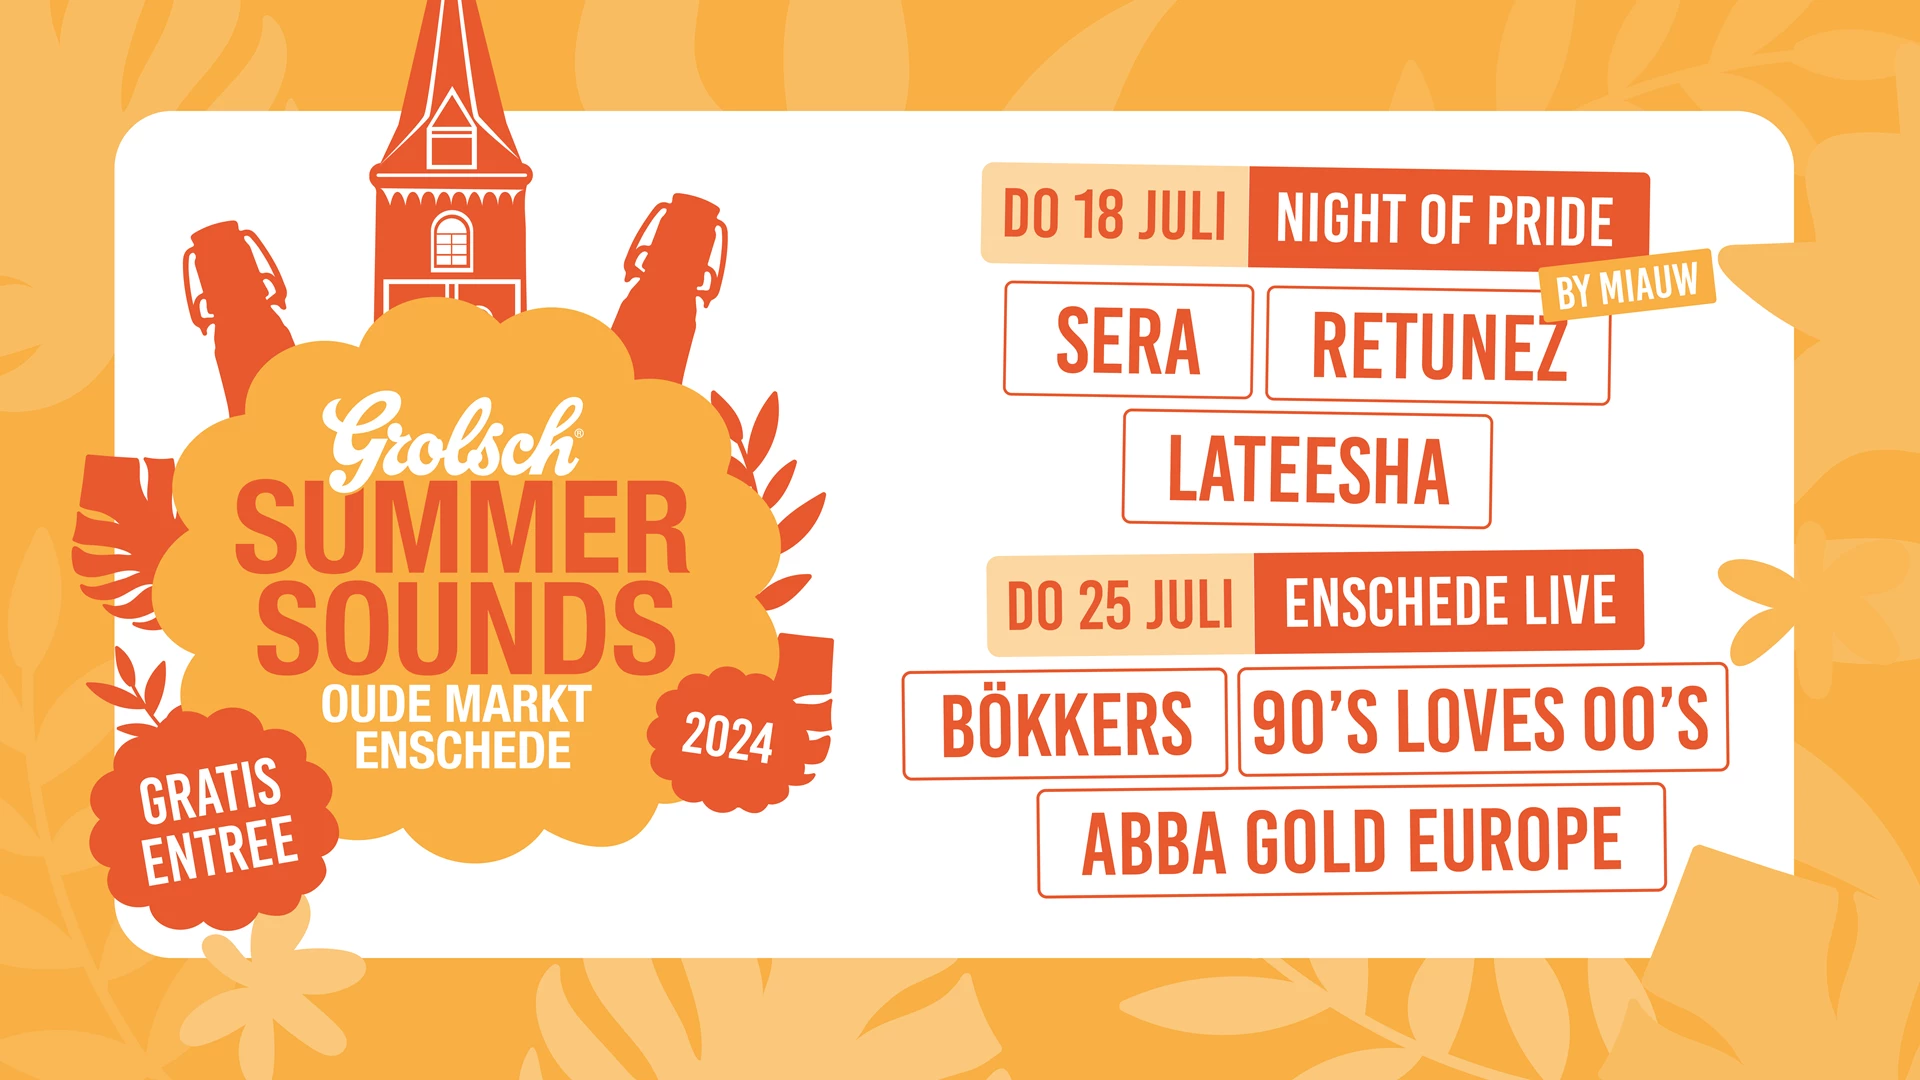 Grolsch®
SUMMER
SOUNDS
OUDE MARKT
ENSCHEDE
2024
GRATIS
ENTREE
DO 18 JULI NIGHT OF PRIDE
BY MIAUW
SERA RETUNEZ
LATEESHA
DO 25 JULI ENSCHEDE LIVE
BÖKKERS 90'S LOVES 00'S
ABBA GOLD EUROPE